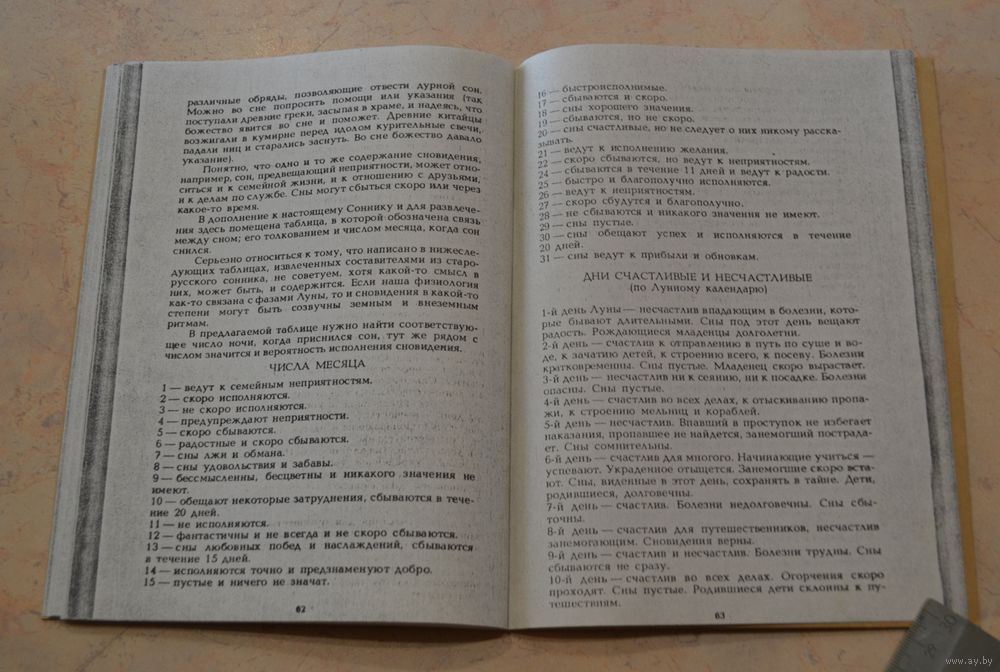 различные обряды, позволяющие отвести дурной сон.
Можно во сне попросить помощи или указания (так
поступали древние греки, засыпая в храме, и надеясь, что
божество явится во сне и поможет. Древние китайцы
возжигали в кумирне перед идолом курительные свечи,
падали ниц и старались заснуть. Во сне божество давало
указание).
Понятно, что одно и то же содержание сновидения,
например, сон, предвещающий неприятности, может отно-
ситься и к семейной жизни, и к отношению с друзьями,
и к делам по службе. Сны могут сбыться скоро или через
какое-то время.
В дополнение к настоящему Соннику и для развлече-
ния здесь помещена таблица, в которой обозначена связь
между сном; его толкованием и числом месяца, когда сон
снился.
Серьезно относиться к тому, что написано в нижесле-
дующих таблицах, извлеченных составителями из старо-
русского сонника, не советуем, хотя какой-то смысл в
них, может быть, и содержится. Если наша физиология
как-то связана с фазами Луны, то и сновидения в какой-то
степени могут быть созвучны земным и внеземным
ритмам.
В предлагаемой таблице нужно найти соответствую-
щее число ночи, когда приснился сон, тут же рядом с
числом значится и вероятность исполнения сновидения.
ЧИСЛА МЕСЯЦА
1 — ведут к семейным неприятностям.
2 — скоро исполняются.
3 — не скоро исполняются.
4 — предупреждают неприятности.
5 — скоро сбываются.
6 — радостные и скоро сбываются.
7 — сны лжи и обмана.
8 — сны удовольствия и забавы.
9 — бессмысленны, бесцветны и никакого значения не
имеют.
10 — обещают некоторые затруднения, сбываются в тече-
ние 20 дней.
11 — не исполняются.
12 — фантастичны и не всегда и не скоро сбываются.
13 — сны любовных побед и наслаждений, сбываются
в течение 15 дней.
14 — исполняются точно и предзнаменуют добро.
15 — пустые и ничего не значат.
62
16 — быстроисполнимые.
17 — сбываются и скоро.
18 — сны хорошего значения.
19 — сбываются, но не скоро.
20 — сны счастливые, но не следует о них никому расска-
зывать.
21 — ведут к исполнению желания.
22 — скоро сбываются, но ведут к неприятностям.
24 — сбываются в течение 11 дней и ведут к радости.
25 — быстро и благополучно исполняются.
26 — ведут к неприятностям.
27 — скоро сбудутся и благополучно.
28 — не сбываются и никакого значения не имеют.
29 — сны пустые.
30 — сны обещают успех и исполняются в течение
20 дней.
31 — сны ведут к прибыли и обновкам.
ДНИ СЧАСТЛИВЫЕ И НЕСЧАСТЛИВЫЕ
(по Лунному календарю)
1-й день Луны — несчастлив впадающим в болезни, кото-
рые бывают длительными. Сны под этот день вещают
радость. Рождающиеся младенцы долголетни.
2-й день — счастлив к отправлению в путь по суше и во-
де, к зачатию детей, к строению всего, к посеву. Болезни
кратковременны. Сны пустые. Младенец скоро вырастает.
3-й день — несчастлив ни к сеянию, ни к посадке. Болезни
опасны. Сны пустые.
4-й день — счастлив во всех делах, к отысканию пропа-
жи, к строению мельниц и кораблей.
5-й день — несчастлив. Впавший в проступок не избегает
наказания, пропавшее не найдется, занемогший пострада-
ет. Сны сомнительны.
6-й день — счастлив для многого. Начинающие учиться —
успевают. Украденное отыщется. Занемогшие скоро вста-
ют. Сны, виденные в этот день, сохранять в тайне. Дети,
родившиеся, долговечны.
7-й день — счастлив. Болезни недолговечны. Сны сбы-
точны.
8-й день — счастлив для путешественников, несчастлив
занемогающим. Сновидения верны.
9-й день — счастлив и несчастлив. Болезни трудны. Сны
сбываются не сразу.
10-й день — счастлив во всех делах. Огорчения скоро
проходят. Сны пустые. Родившиеся дети склонны к пу-
тешествиям.
63
www.ay.by